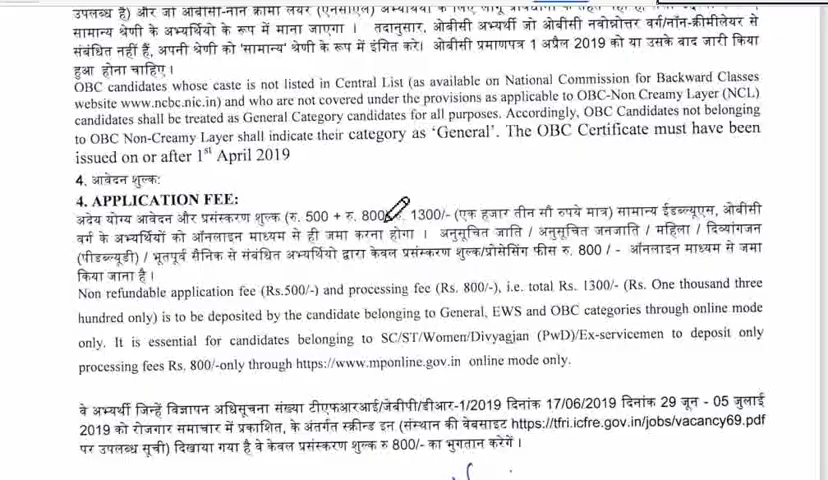 उपलब्ध है) और जो ओबीसी-नॉन क्रीमी लेयर (एनसीएल)
सामान्य श्रेणी के अभ्यर्थियों के रूप में माना जाएगा । तदानुसार, ओबीसी अभ्यर्थी जो ओबीसी नवोन्नोत्तर वर्ग/नॉन-क्रीमीलेयर से
संबंधित नहीं हैं, अपनी श्रेणी को 'सामान्य' श्रेणी के रूप में इंगित करे। ओबीसी प्रमाणपत्र 1 अप्रैल 2019 को या उसके बाद जारी किया
हुआ होना चाहिए ।
OBC candidates whose caste is not listed in Central List (as available on National Commission for Backward Classes
website www.ncbc.nic.in) and who are not covered under the provisions as applicable to OBC-Non Creamy Layer (NCL)
candidates shall be treated as General Category candidates for all purposes. Accordingly, OBC Candidates not belonging
to OBC Non-Creamy Layer shall indicate their category as ‘General’. The OBC Certificate must have been
issued on or after 1st April 2019
4. आवेदन शुल्क:
4. APPLICATION FEE:
अदेय योग्य आवेदन और प्रसंस्करण शुल्क (रु. 500 + रु. 800 1300/- (एक हजार तीन सौ रुपये मात्र) सामान्य ईडब्ल्यूएस, ओबीसी
वर्ग के अभ्यर्थियों को ऑनलाइन माध्यम से ही जमा करना होगा । अनुसूचित जाति / अनुसूचित जनजाति / महिला / दिव्यांगजन
(पीडब्ल्यूडी) / भूतपूर्व सैनिक से संबंधित अभ्यर्थियो द्वारा केवल प्रसंस्करण शुल्क/प्रोसेसिंग फीस रु. 800 / - ऑनलाइन माध्यम से जमा
किया जाना है ।
Non refundable application fee (Rs.500/-) and processing fee (Rs. 800/-), i.e. total Rs. 1300/- (Rs. One thousand three
hundred only) is to be deposited by the candidate belonging to General, EWS and OBC categories through online mode
only. It is essential for candidates belonging to SC/ST/Women/Divyagjan (PwD)/Ex-servicemen to deposit only
processing fees Rs. 800/-only through https://www.mponline.gov.in online mode only.
वे अभ्यर्थी जिन्हें विज्ञापन अधिसूचना संख्या टीएफआरआई/जेबीपी/डीआर-1/2019 दिनांक 17/06/2019 दिनांक 29 जून - 05 जुलाई
2019 को रोजगार समाचार में प्रकाशित, के अंतर्गत स्क्रीन्ड इन (संस्थान की वेबसाइट https://tfri.icfre.gov.in/jobs/vacancy69.pdf
पर उपलब्ध सूची) दिखाया गया है वे केवल प्रसंस्करण शुल्क रु 800/- का भुगतान करेगें ।